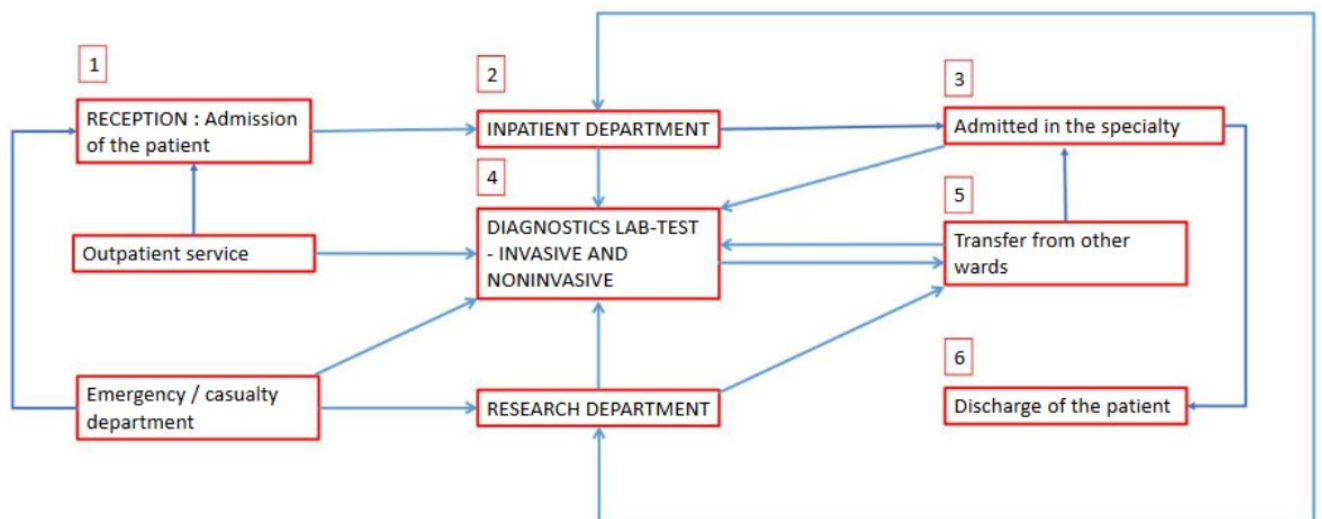 1
RECEPTION : Admission
of the patient
2
INPATIENT DEPARTMENT
3
Admitted in the specialty
4
DIAGNOSTICS LAB-TEST
- INVASIVE AND
NONINVASIVE
5
Transfer from other
wards
Outpatient service
6
Emergency / casualty
department
RESEARCH DEPARTMENT
Discharge of the patient